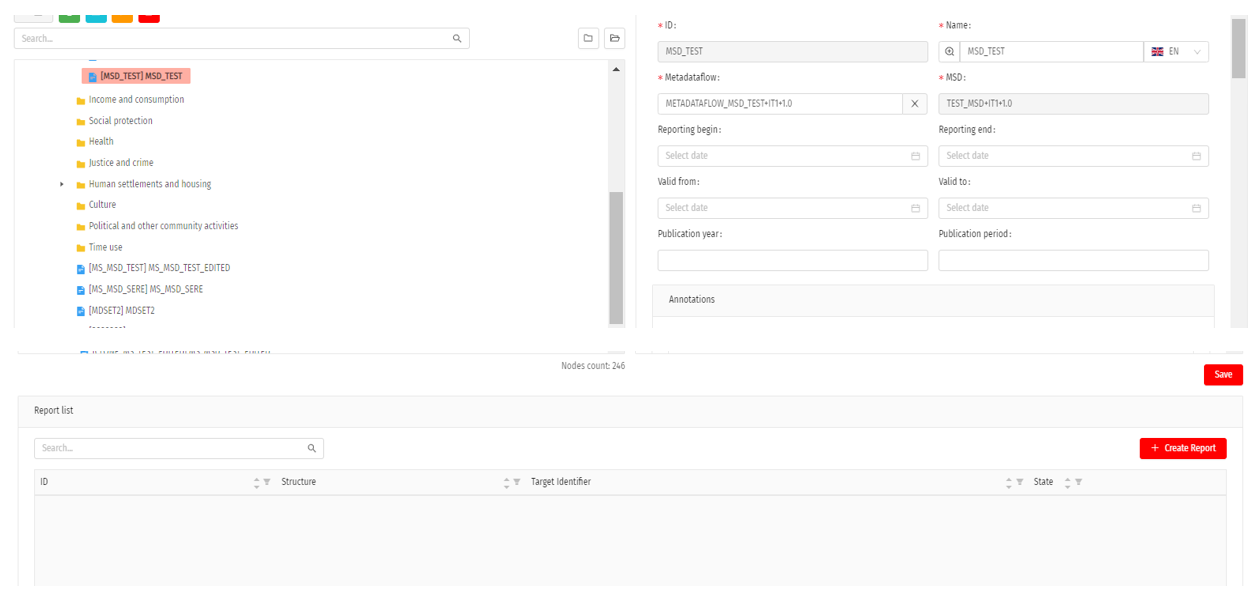 Search...
[MSD_TEST] MSD_TEST
Income and consumption
Social protection
Health
Justice and crime
Human settlements and housing
Culture
Political and other community activities
Time use
[MS_MSD_TEST] MS_MSD_TEST_EDITED
[MS_MSD_SERE] MS_MSD_SERE
[MDSET2] MDSET2
* ID: * Name:
MSD_TEST MSD_TEST EN
* Metadataflow: * MSD:
METADATAFLOW_MSD_TEST+IT1+1.0 TEST_MSD+IT1+1.0
Reporting begin: Reporting end:
Select date Select date
Valid from: Valid to:
Select date Select date
Publication year: Publication period:
Annotations
Nodes count: 246
Save
Report list
Search...
+ Create Report
ID Structure Target Identifier State